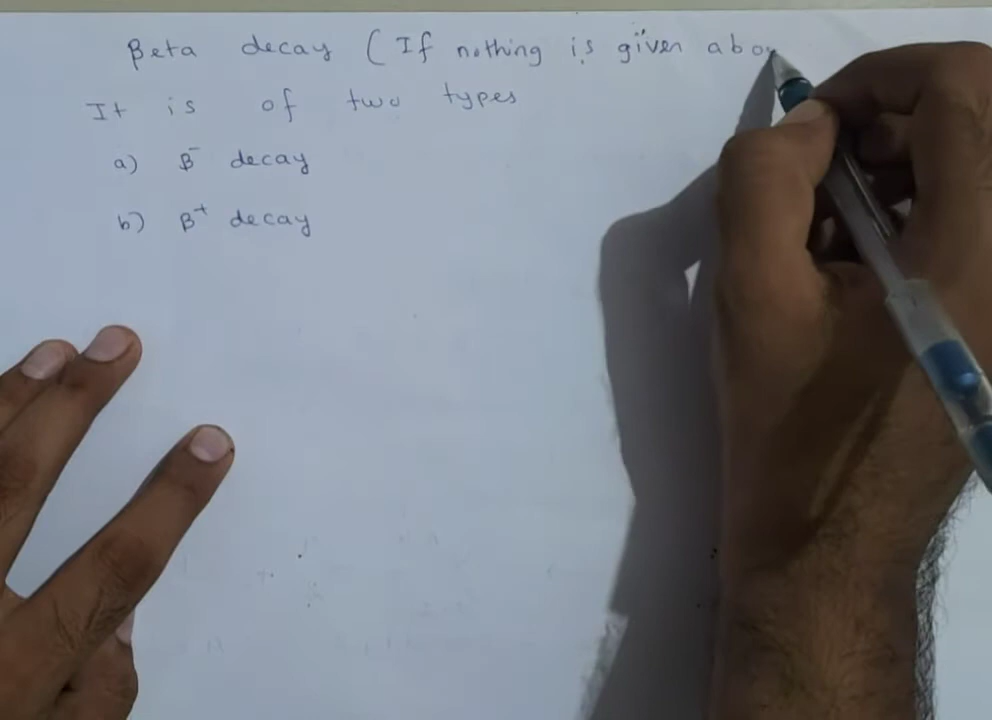 Beta decay (If nothing is given abo
It is of two types
a) β⁻ decay
b) β⁺ decay